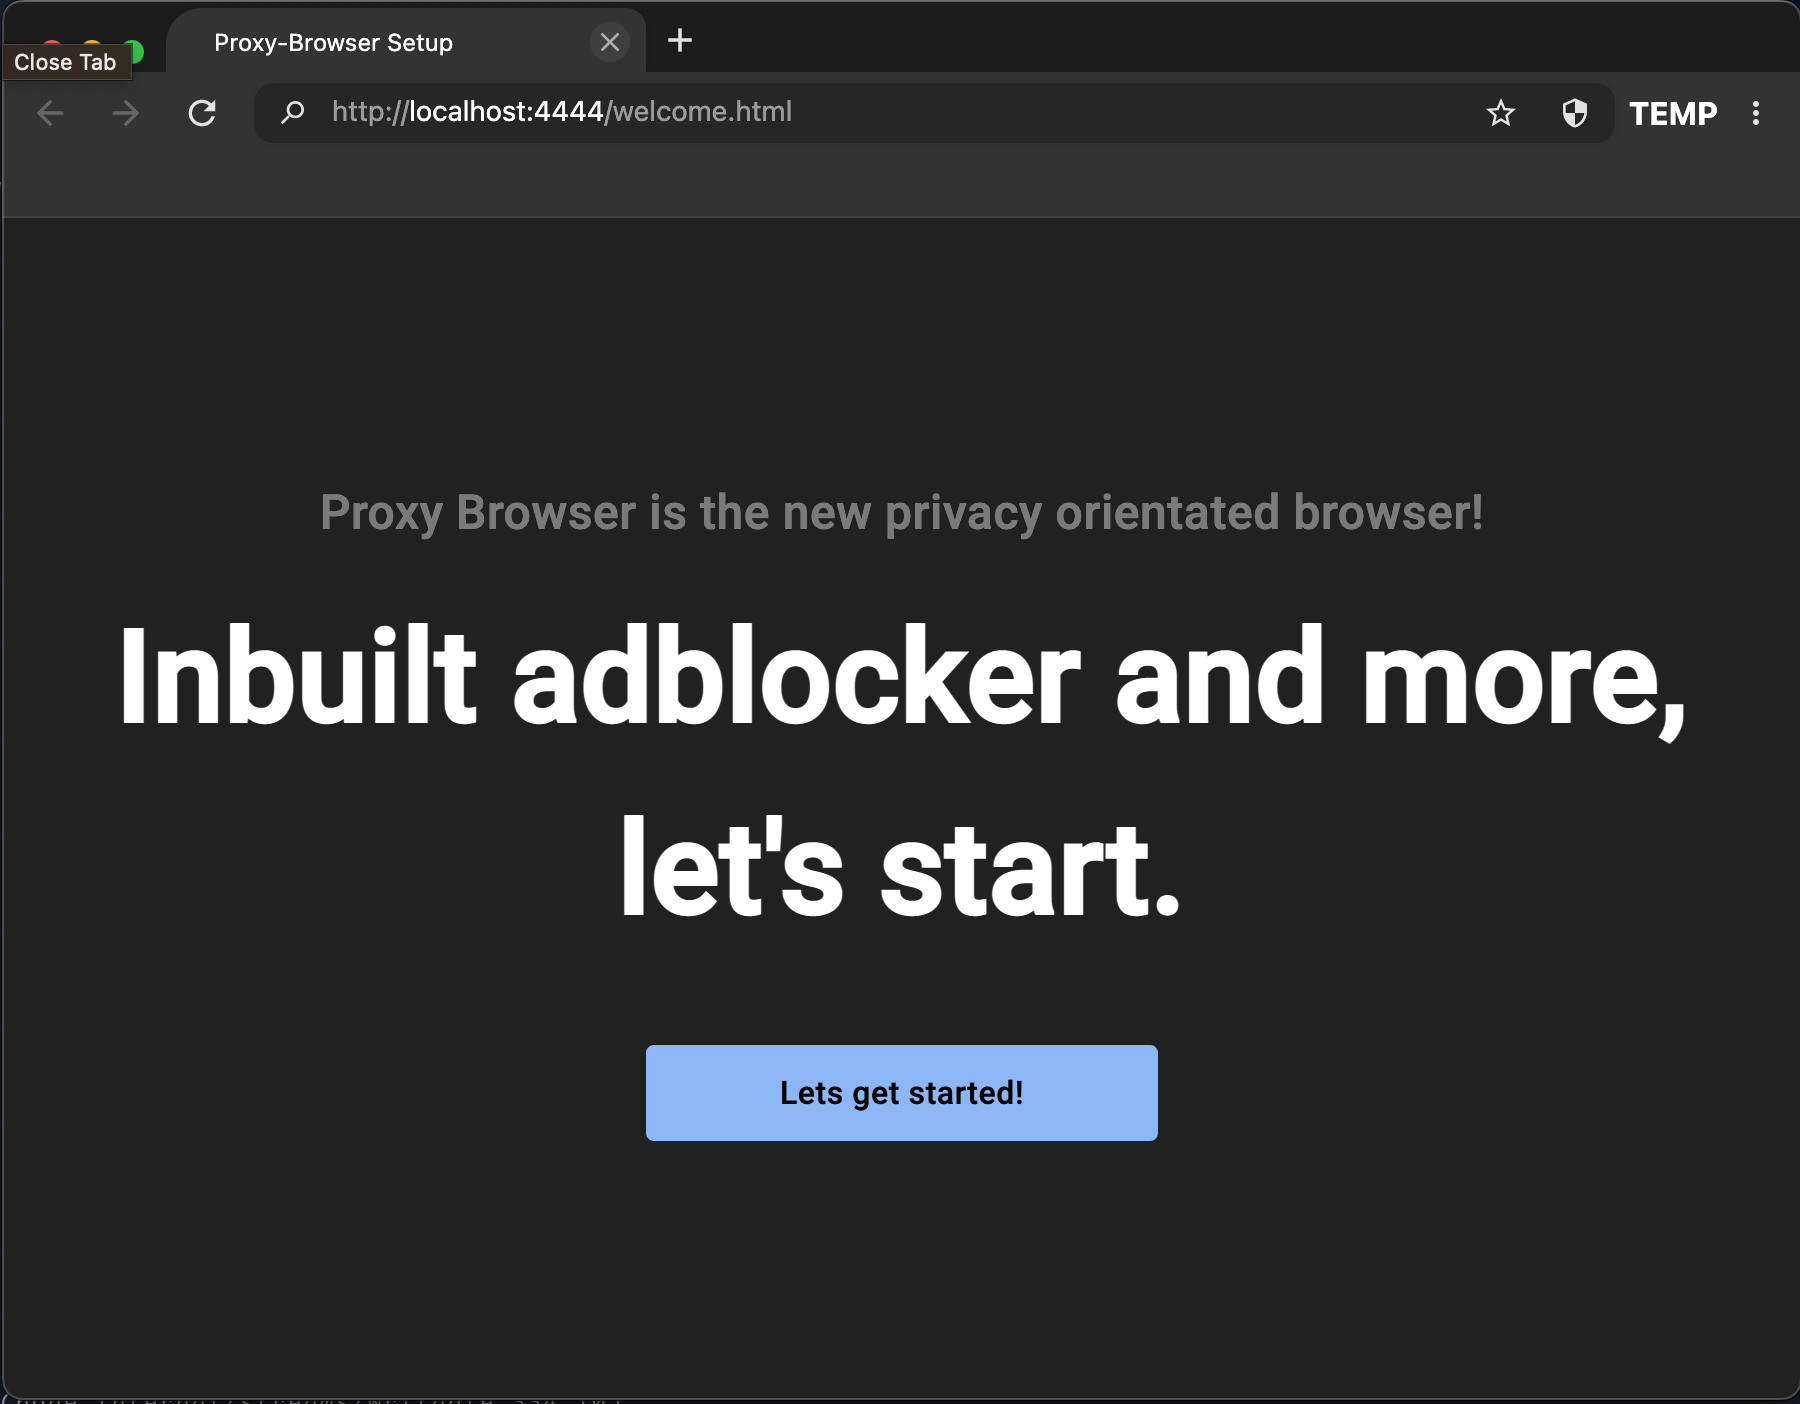 Proxy-Browser Setup
Close Tab
http://localhost:4444/welcome.html
TEMP
Proxy Browser is the new privacy orientated browser!
Inbuilt adblocker and more,
let's start.
Lets get started!